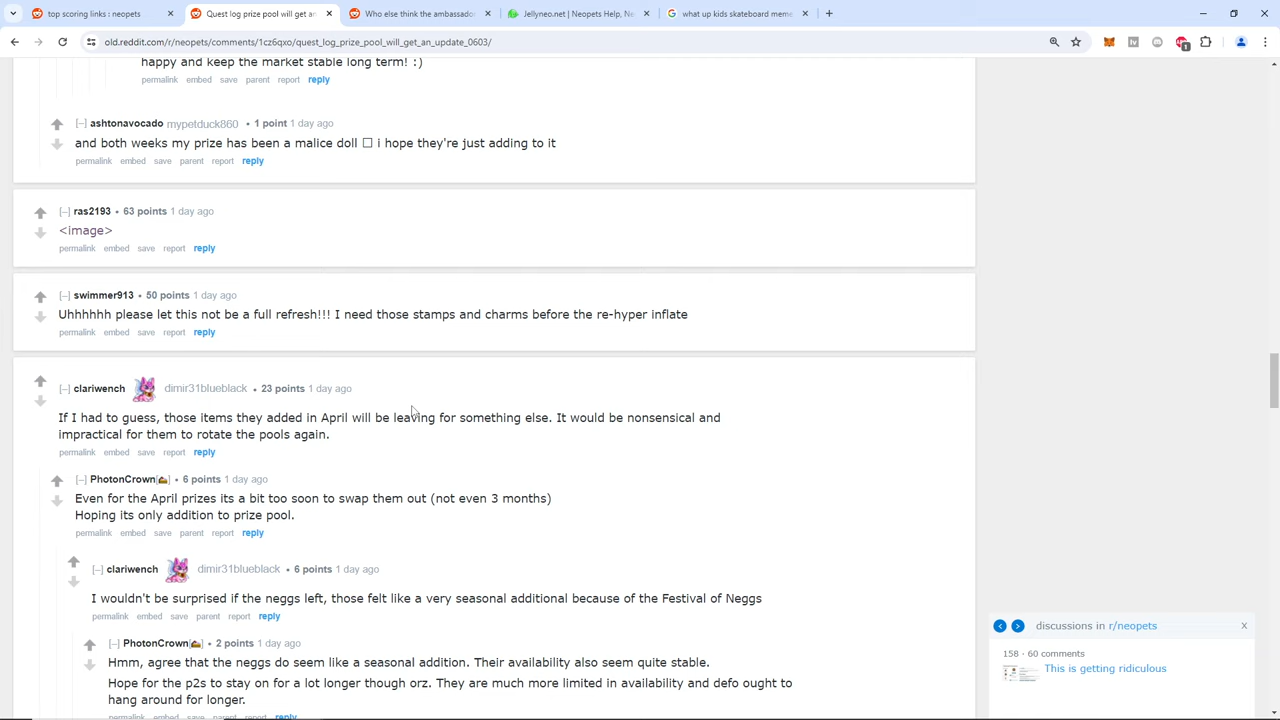 top scoring links : neopets
Quest log prize pool will get an
Who else think the ambassador
Jellyneo.net | Neopets Help, Ne
what up kids skateboard meme
old.reddit.com/r/neopets/comments/1cz6qxo/quest_log_prize_pool_will_get_an_update_0603/
happy and keep the market stable long term! :)
permalink embed save parent report reply
[–] ashtonavocado mypetduck860 • 1 point 1 day ago
and both weeks my prize has been a malice doll □ i hope they're just adding to it
permalink embed save parent report reply
[–] ras2193 • 63 points 1 day ago
<image>
permalink embed save report reply
[–] swimmer913 • 50 points 1 day ago
Uhhhhhh please let this not be a full refresh!!! I need those stamps and charms before the re-hyper inflate
permalink embed save report reply
[–] clariwench dimir31blueblack • 23 points 1 day ago
If I had to guess, those items they added in April will be leaving for something else. It would be nonsensical and
impractical for them to rotate the pools again.
permalink embed save report reply
[–] PhotonCrown[] • 6 points 1 day ago
Even for the April prizes its a bit too soon to swap them out (not even 3 months)
Hoping its only addition to prize pool.
permalink embed save parent report reply
[–] clariwench dimir31blueblack • 6 points 1 day ago
I wouldn't be surprised if the neggs left, those felt like a very seasonal additional because of the Festival of Neggs
permalink embed save parent report reply
[–] PhotonCrown[] • 2 points 1 day ago
Hmm, agree that the neggs do seem like a seasonal addition. Their availability also seem quite stable.
Hope for the p2s to stay on for a lot longer though orz. They are much more limited in availability and defo ought to
hang around for longer.
permalink embed save parent report reply
discussions in r/neopets X
158 · 60 comments
This is getting ridiculous